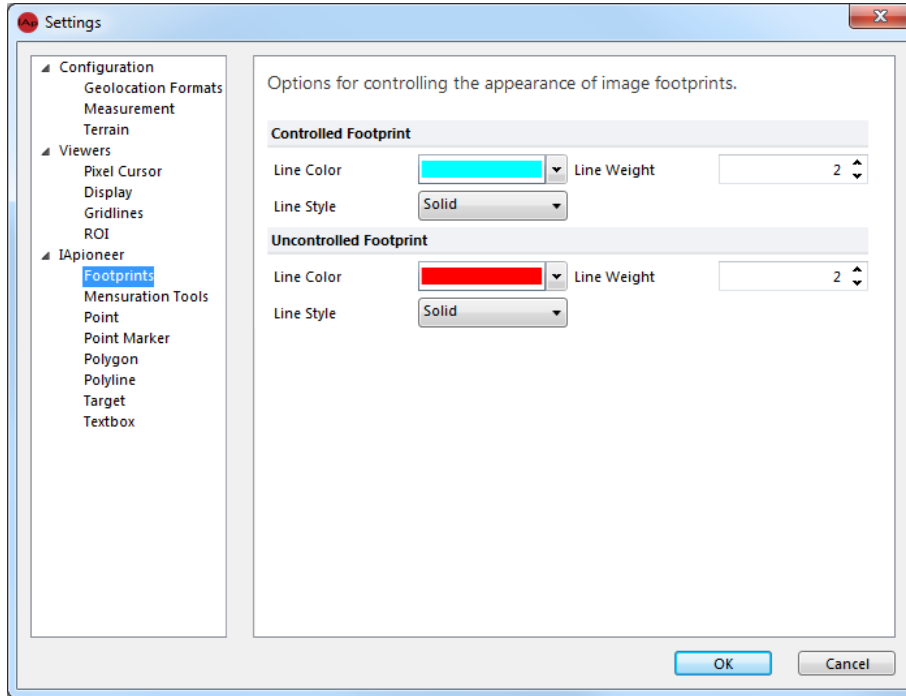 IAp Settings
Configuration
Geolocation Formats
Measurement
Terrain
Viewers
Pixel Cursor
Display
Gridlines
ROI
IApioneer
Footprints
Mensuration Tools
Point
Point Marker
Polygon
Polyline
Target
Textbox
Options for controlling the appearance of image footprints.
Controlled Footprint
Line Color Line Weight 2
Line Style Solid
Uncontrolled Footprint
Line Color Line Weight 2
Line Style Solid
OK Cancel